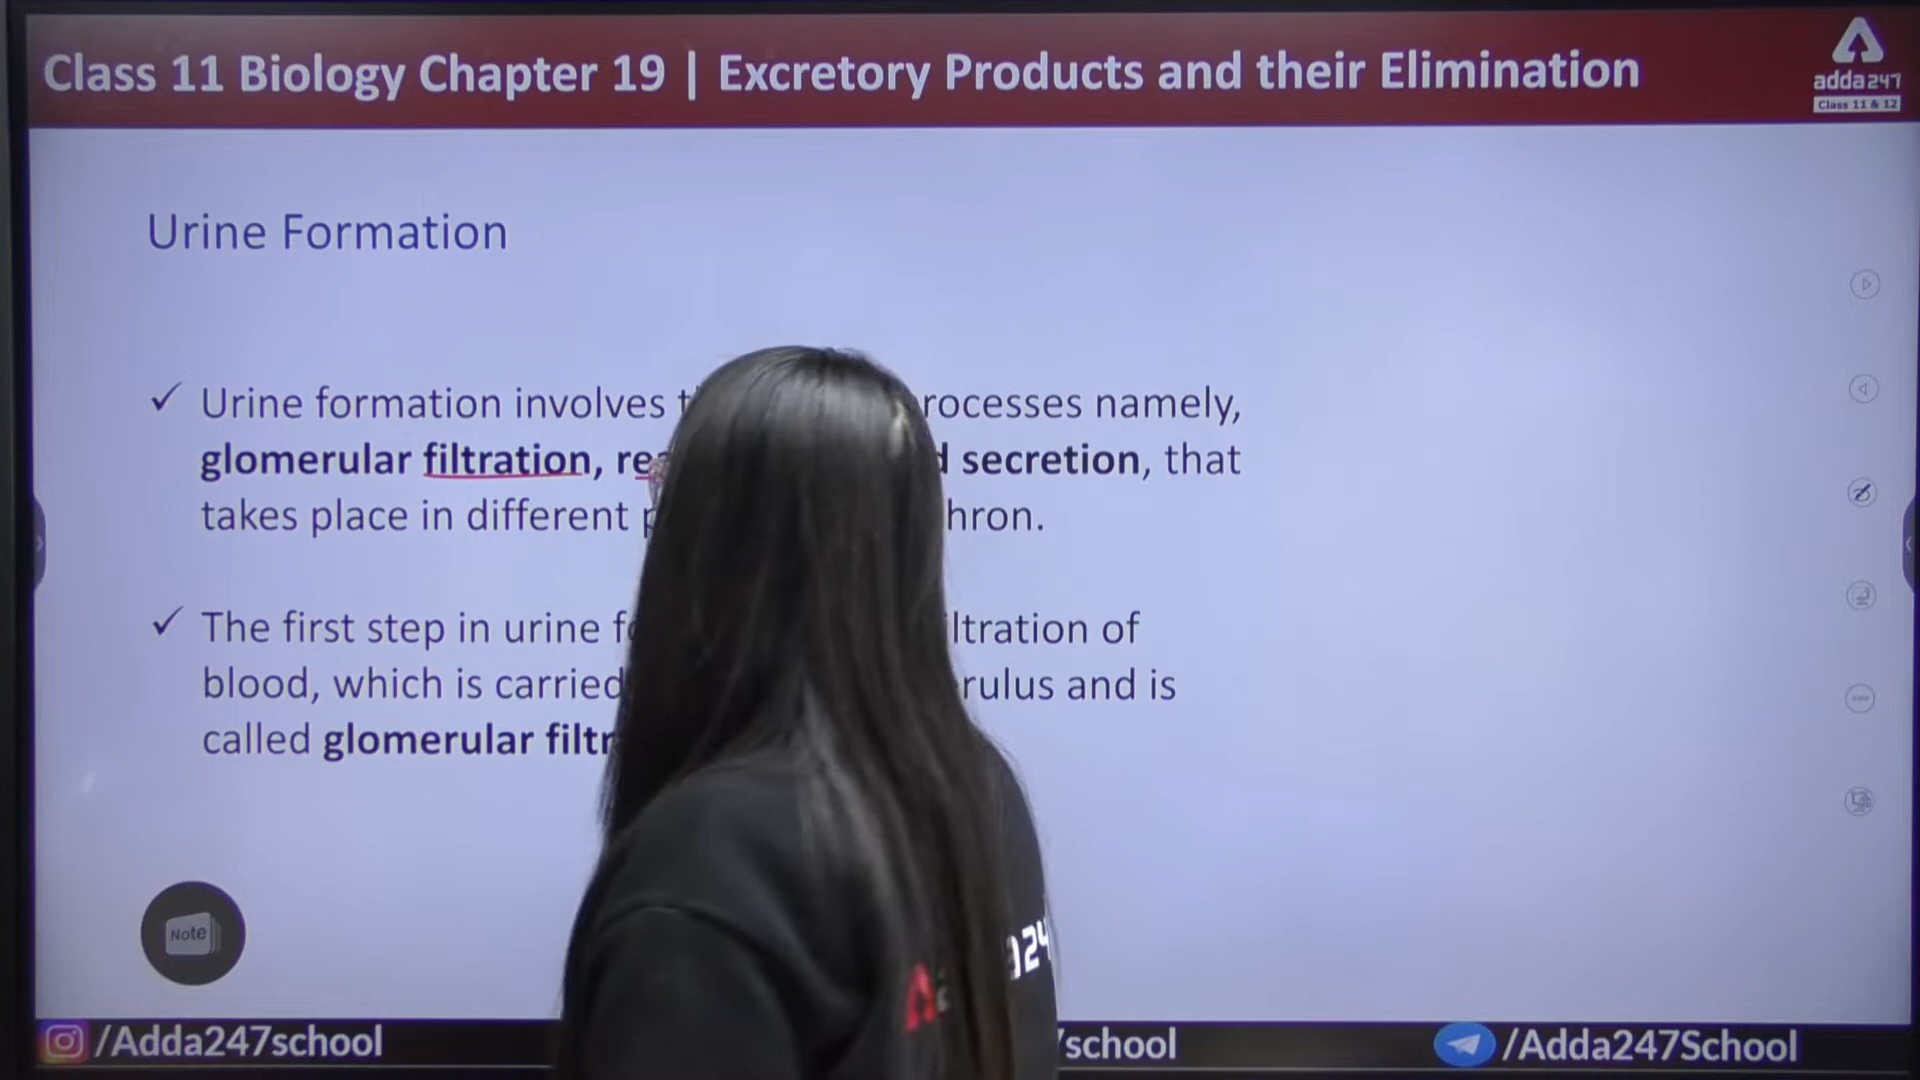 Class 11 Biology Chapter 19 | Excretory Products and their Elimination
adda247
Class 11 & 12
Urine Formation
✓ Urine formation involves rocesses namely,
glomerular filtration, secretion, that
takes place in different hron.
✓ The first step in urine ltration of
blood, which is carried rulus and is
called glomerular filtr
Note
/Adda247school
/school
/Adda247School